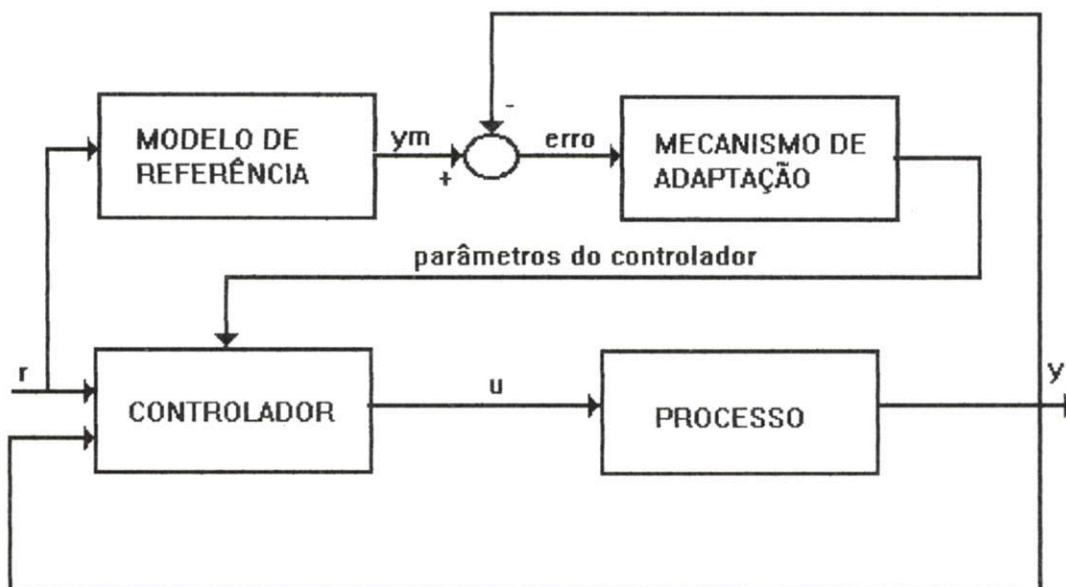 -
MODELO DE
REFERÊNCIA
ym
+
erro
MECANISMO DE
ADAPTAÇÃO
parâmetros do controlador
r
CONTROLADOR
u
PROCESSO
y